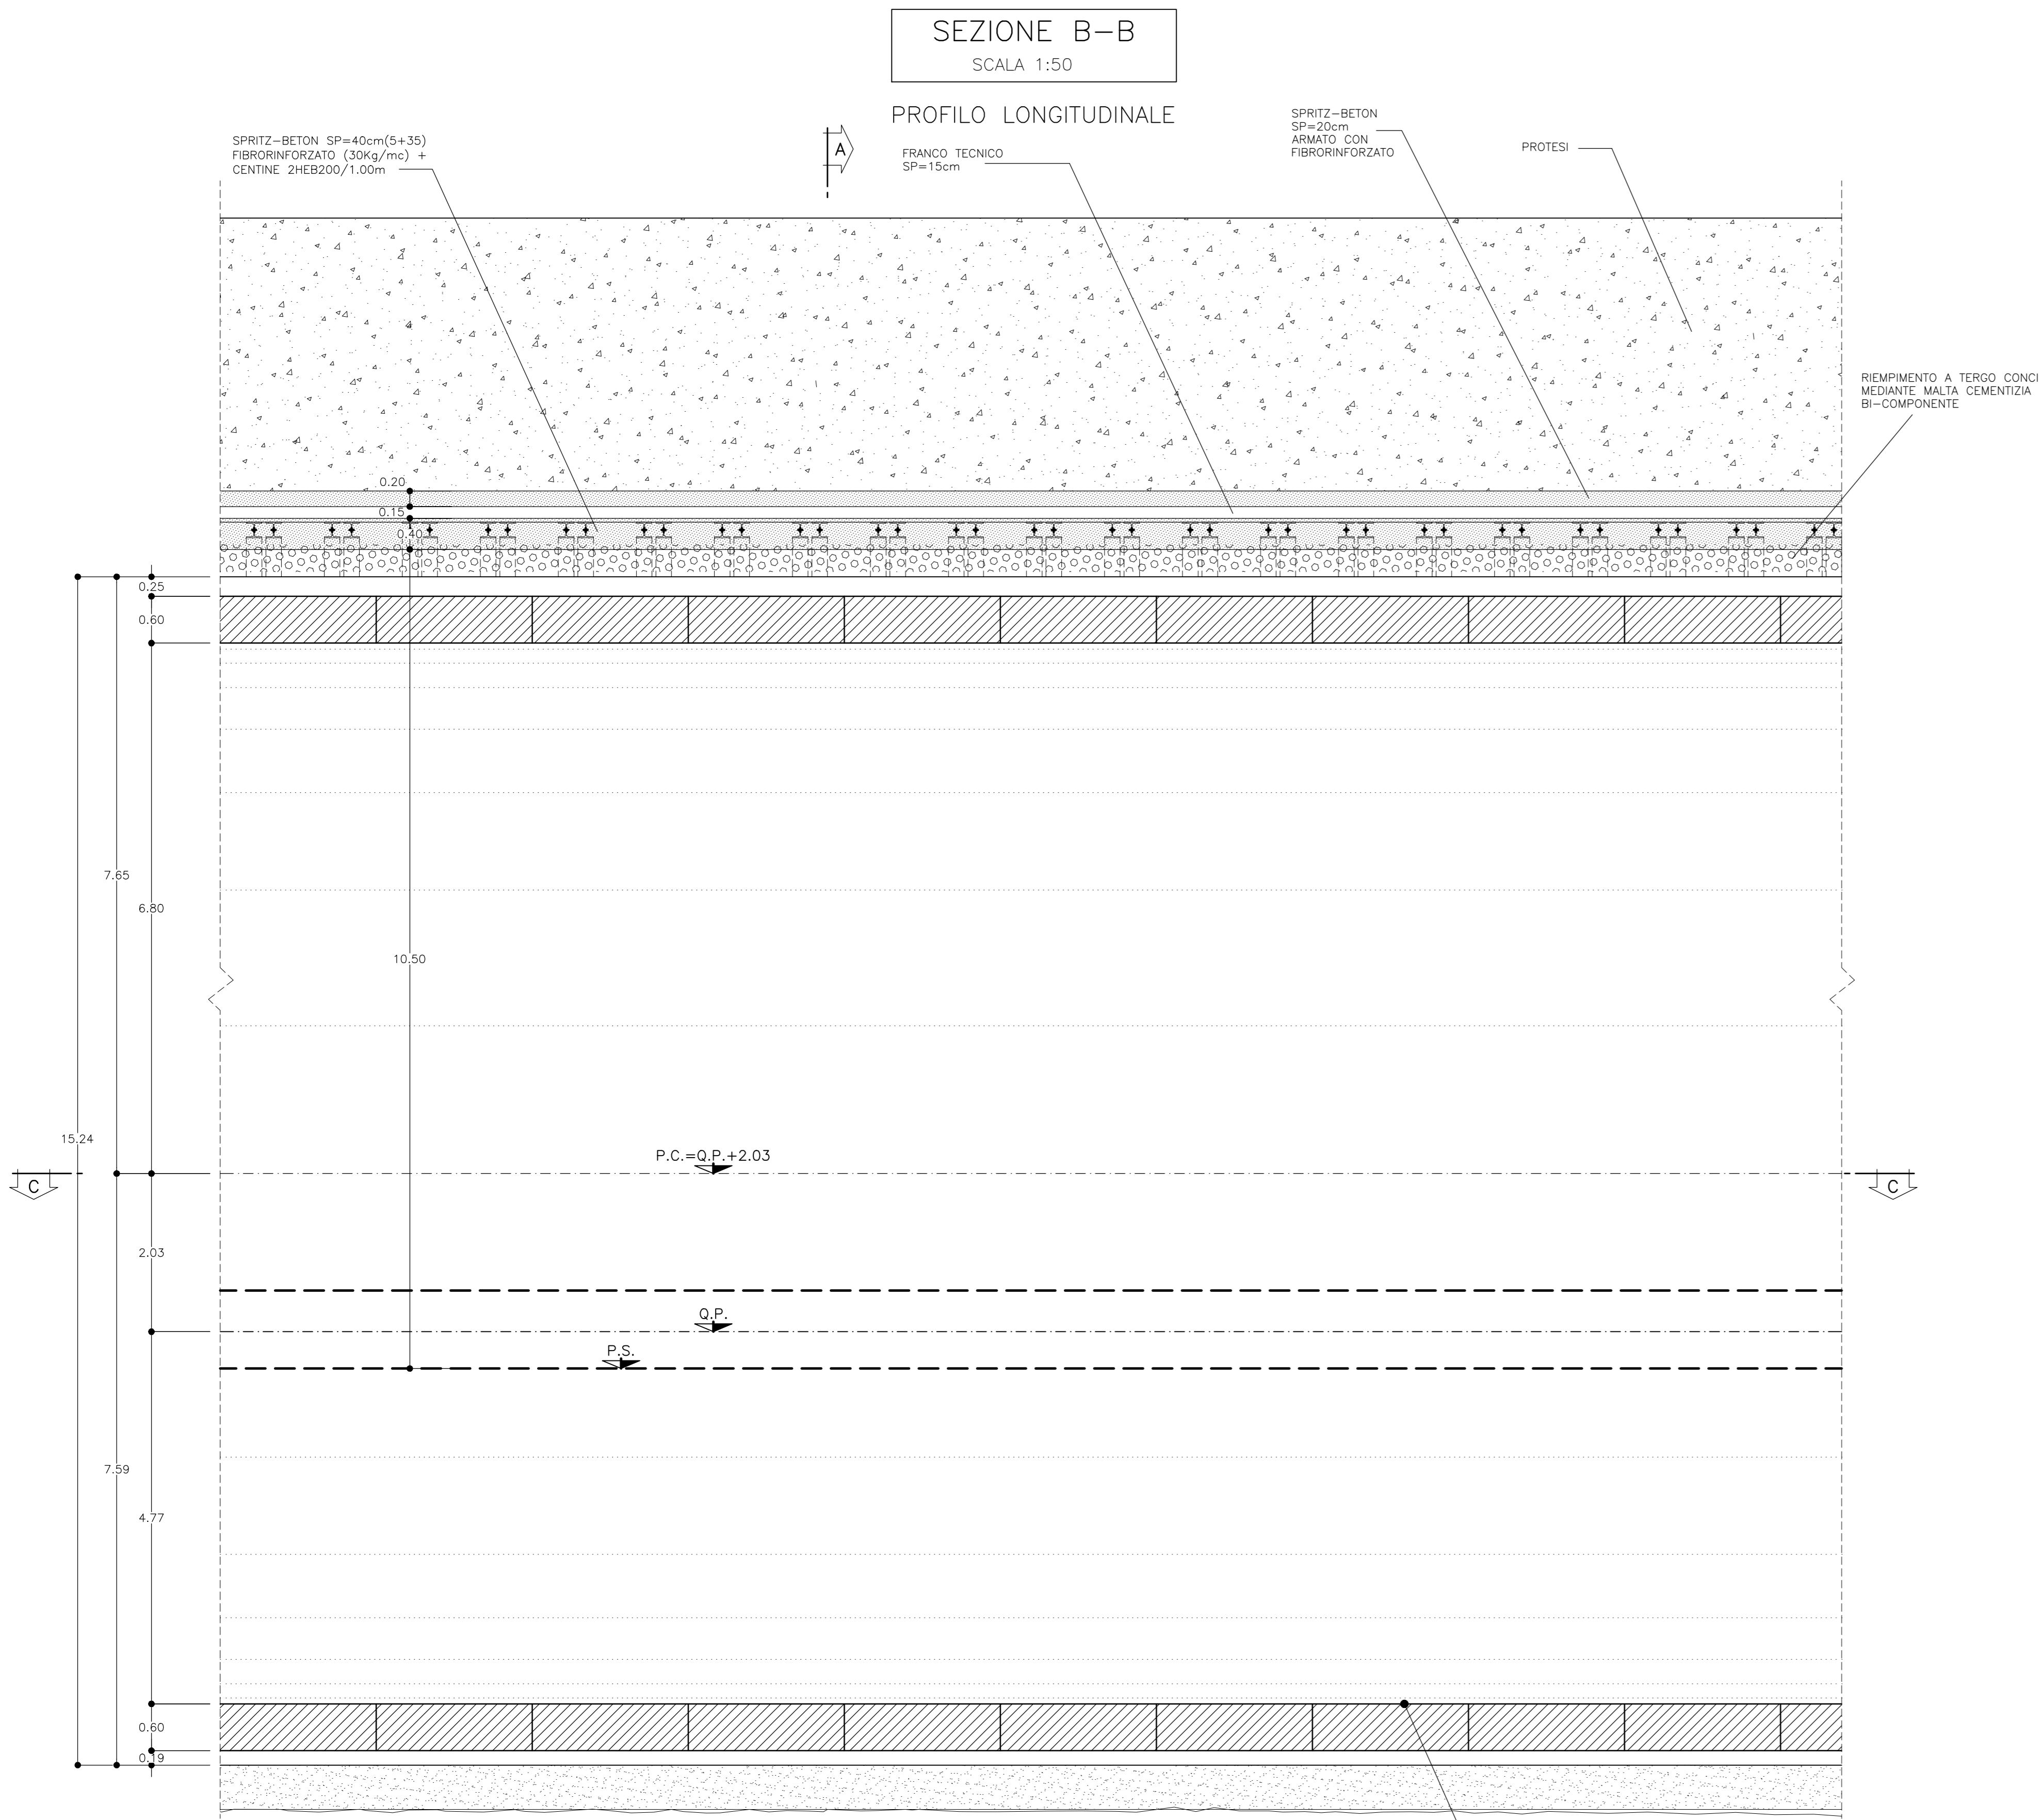 SEZIONE B-B
SCALA 1:50
PROFILO LONGITUDINALE
SPRITZ-BETON SP=40cm(5+35)
FIBRORINFORZATO (30Kg/mc) +
CENTINE 2HEB200/1.00m
A
FRANCO TECNICO
SP=15cm
SPRITZ-BETON
SP=20cm
ARMATO CON
FIBRORINFORZATO
PROTESI
RIEMPIMENTO A TERGO CONCI
MEDIANTE MALTA CEMENTIZIA
BI-COMPONENTE
0.20
0.15
0.40
0.25
0.60
7.65
6.80
10.50
15.24
P.C.=Q.P.+2.03
C
C
2.03
Q.P.
P.S.
7.59
4.77
0.60
0.19